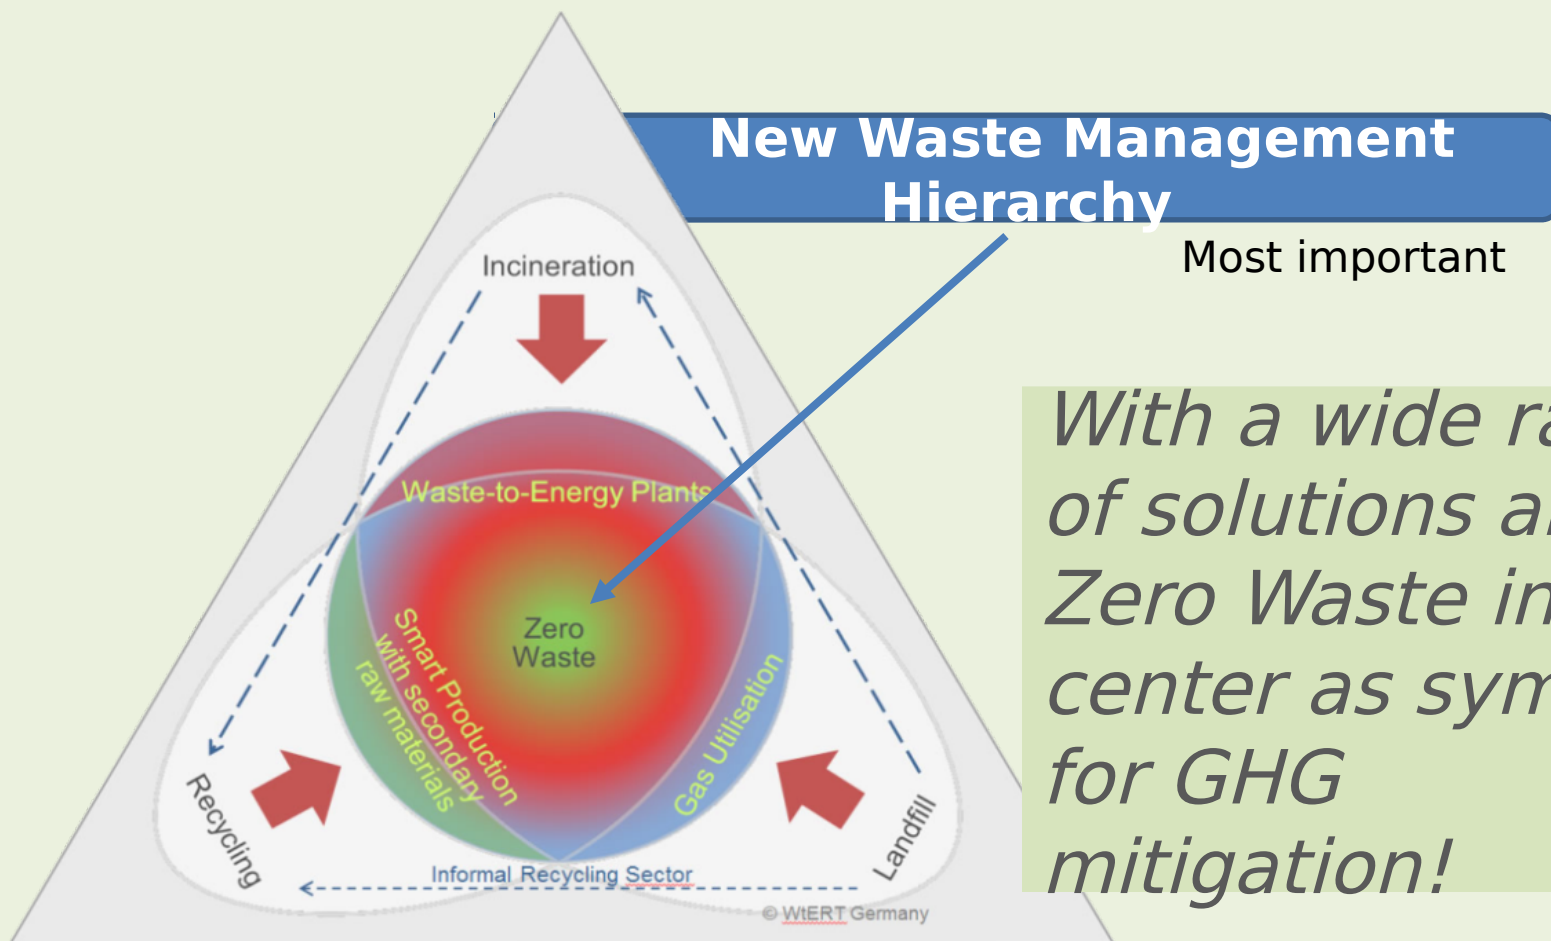 New Waste Management
Hierarchy
Most important
Incineration
Waste-to-Energy Plants
Zero
Waste
Smart Production
with secondary
raw materials
Gas Utilisation
Recycling
Landfill
Informal Recycling Sector
© WtERT Germany
With a wide
of solutions
Zero Waste in
center as
for GHG
mitigation!